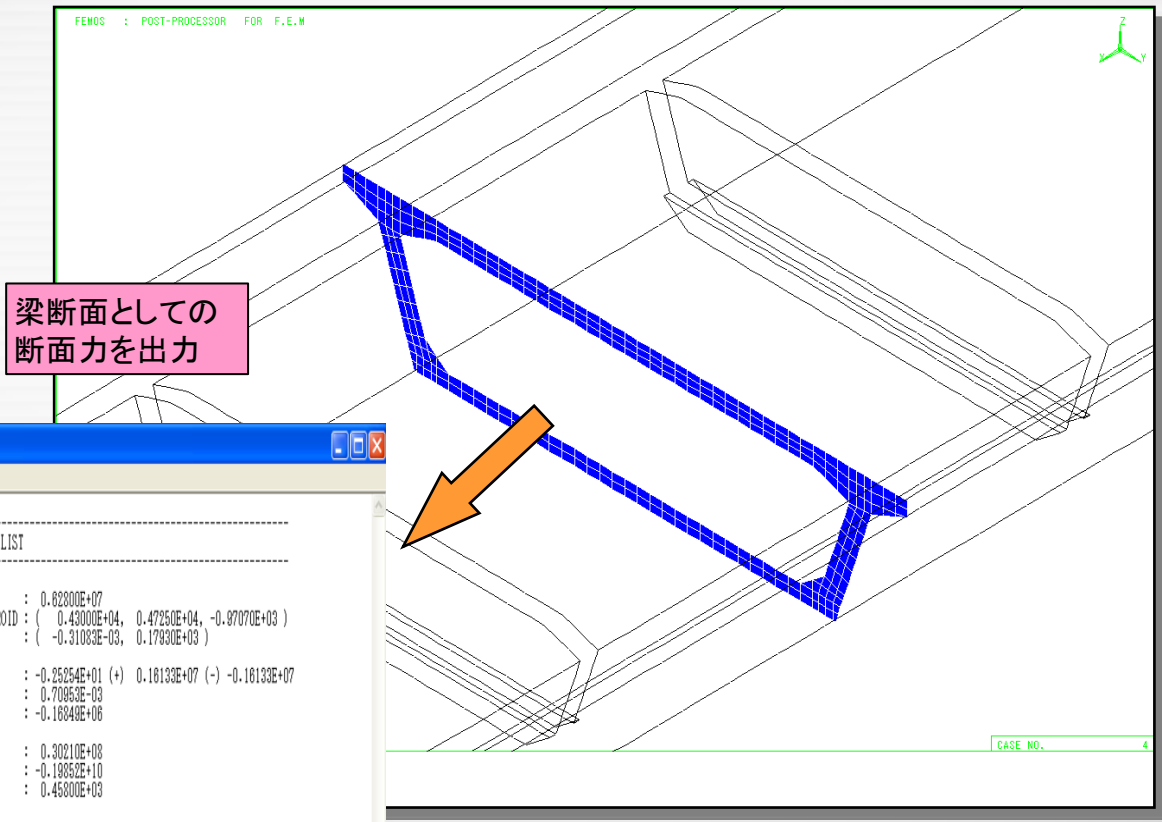 FEMOS : POST-PROCESSOR FOR F.E.M
Z
X Y
梁断面としての
断面力を出力
LIST
: 0.62800E+07
OID : ( 0.43000E+04, 0.47250E+04, -0.97070E+03 )
: ( -0.31083E-03, 0.17930E+03 )
: -0.25254E+01 (+) 0.16133E+07 (-) -0.16133E+07
: 0.70953E-03
: -0.16849E+06
: 0.30210E+08
: -0.19852E+10
: 0.45800E+03
CASE NO. 4